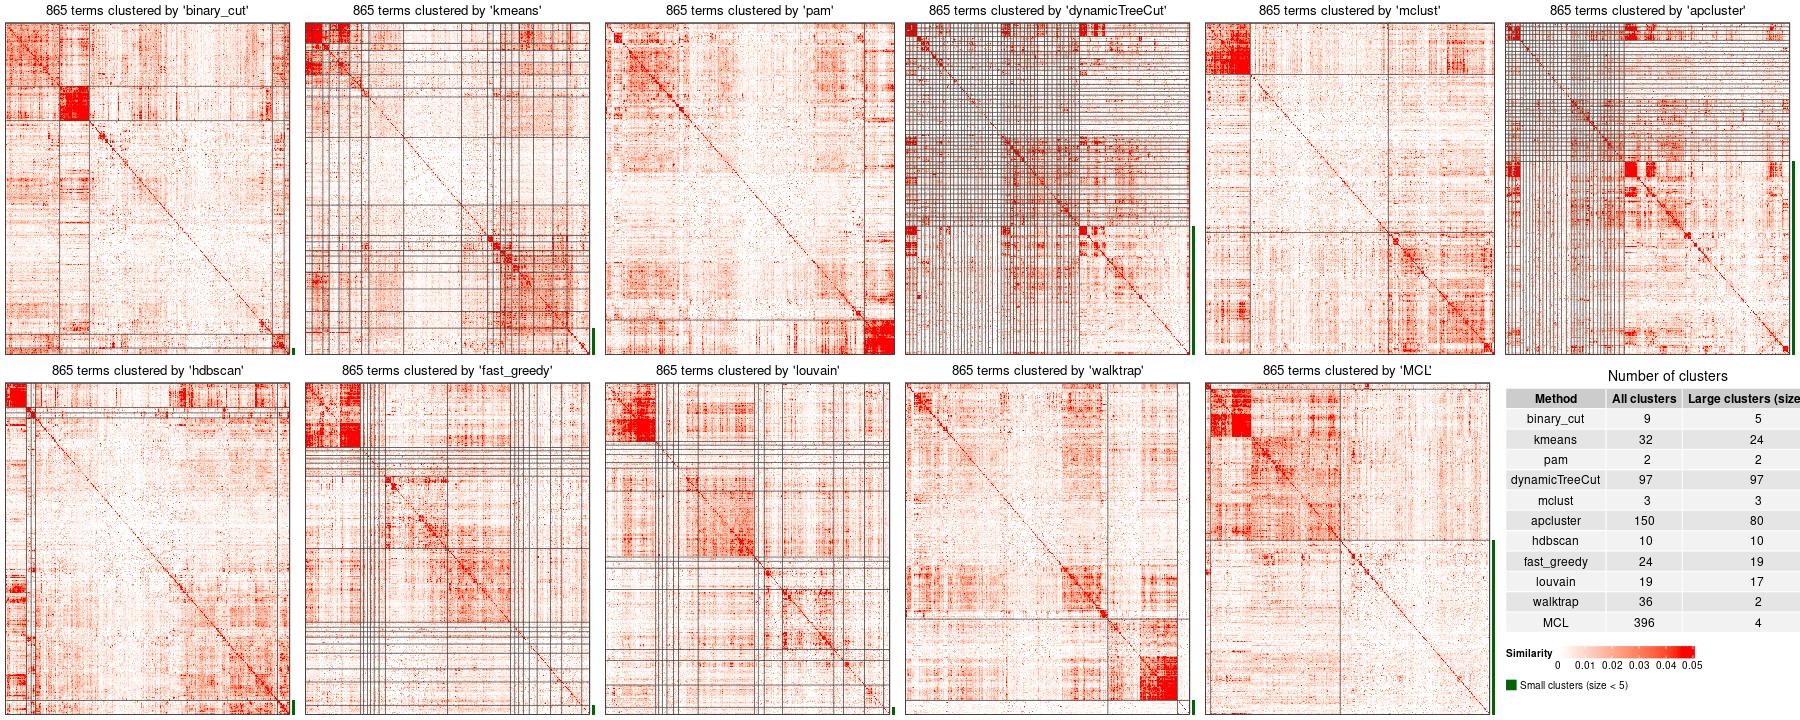 865 terms clustered by 'binary_cut'
865 terms clustered by 'kmeans'
865 terms clustered by 'pam'
865 terms clustered by 'dynamicTreeCut'
865 terms clustered by 'mclust'
865 terms clustered by 'apcluster'
865 terms clustered by 'hdbscan'
865 terms clustered by 'fast_greedy'
865 terms clustered by 'louvain'
865 terms clustered by 'walktrap'
865 terms clustered by 'MCL'
Number of clusters
Method All clusters Large clusters (size
binary_cut 9 5
kmeans 32 24
pam 2 2
dynamicTreeCut 97 97
mclust 3 3
apcluster 150 80
hdbscan 10 10
fast_greedy 24 19
louvain 19 17
walktrap 36 2
MCL 396 4
Similarity
0 0.01 0.02 0.03 0.04 0.05
Small clusters (size < 5)